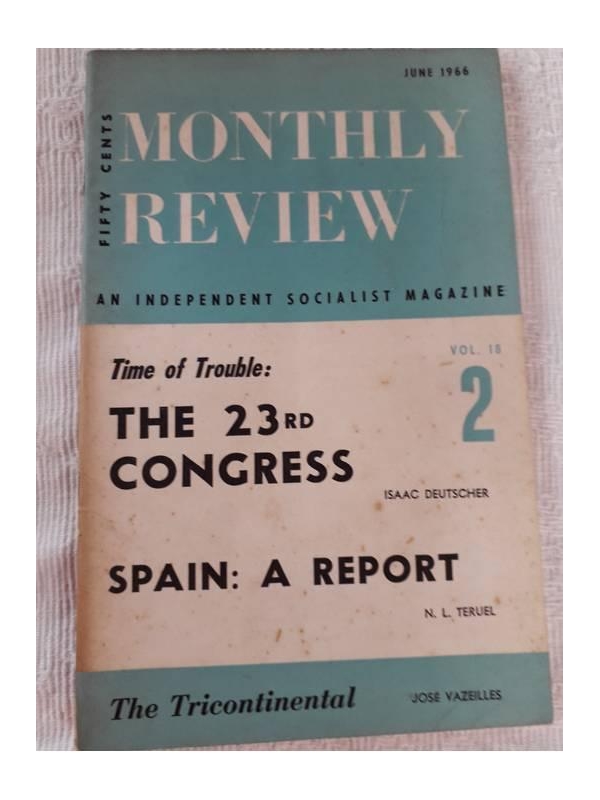 JUNE 1966
FIFTY CENTS
MONTHLY
REVIEW
AN INDEPENDENT SOCIALIST MAGAZINE
VOL. 18
2
Time of Trouble:
THE 23RD
CONGRESS
ISAAC DEUTSCHER
SPAIN: A REPORT
N. L. TERUEL
The Tricontinental
JOSE VAZEILLES